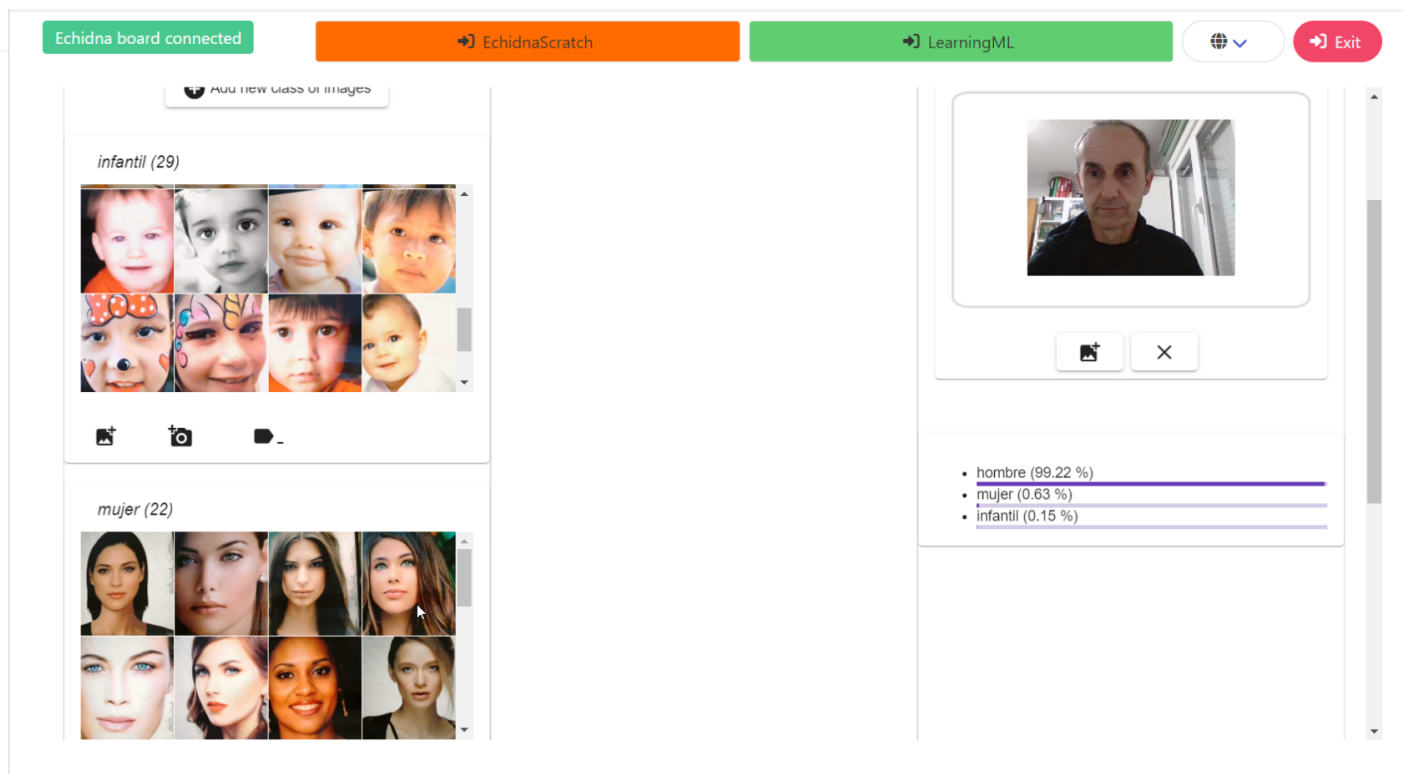 Echidna board connected
EchidnaScratch
LearningML
Exit
Add new class of images
infantil (29)
mujer (22)
hombre (99.22 %)
mujer (0.63 %)
infantil (0.15 %)